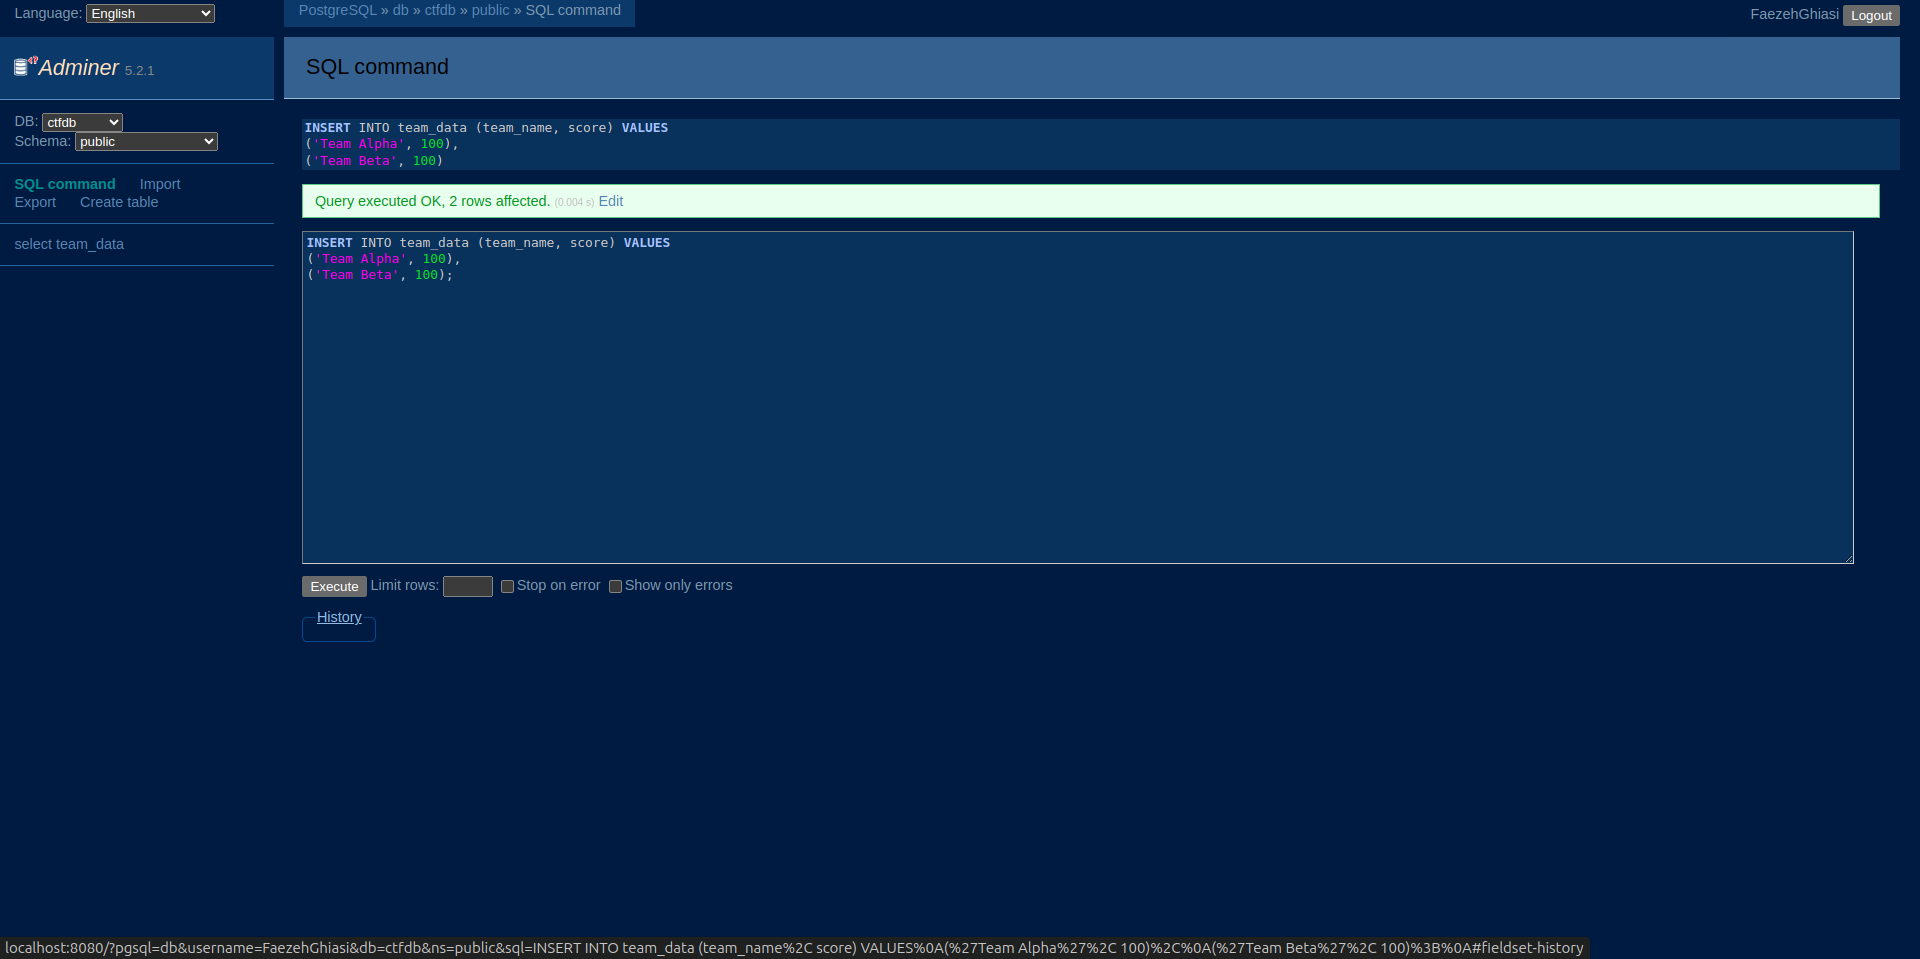 Language: English
PostgreSQL » db » ctfdb » public » SQL command
FaezehGhiasi Logout
Adminer 5.2.1
SQL command
DB: ctfdb
Schema: public
SQL command Import
Export Create table
select team_data
INSERT INTO team_data (team_name, score) VALUES
('Team Alpha', 100),
('Team Beta', 100)
Query executed OK, 2 rows affected. (0.004 s) Edit
INSERT INTO team_data (team_name, score) VALUES
('Team Alpha', 100),
('Team Beta', 100);
Execute Limit rows: Stop on error Show only errors
History
localhost:8080/?pgsql=db&username=FaezehGhiasi&db=ctfdb&ns=public&sql=INSERT INTO team_data (team_name%2C score) VALUES%0A(%27Team Alpha%27%2C 100)%2C%0A(%27Team Beta%27%2C 100)%3B%0A#fieldset-history